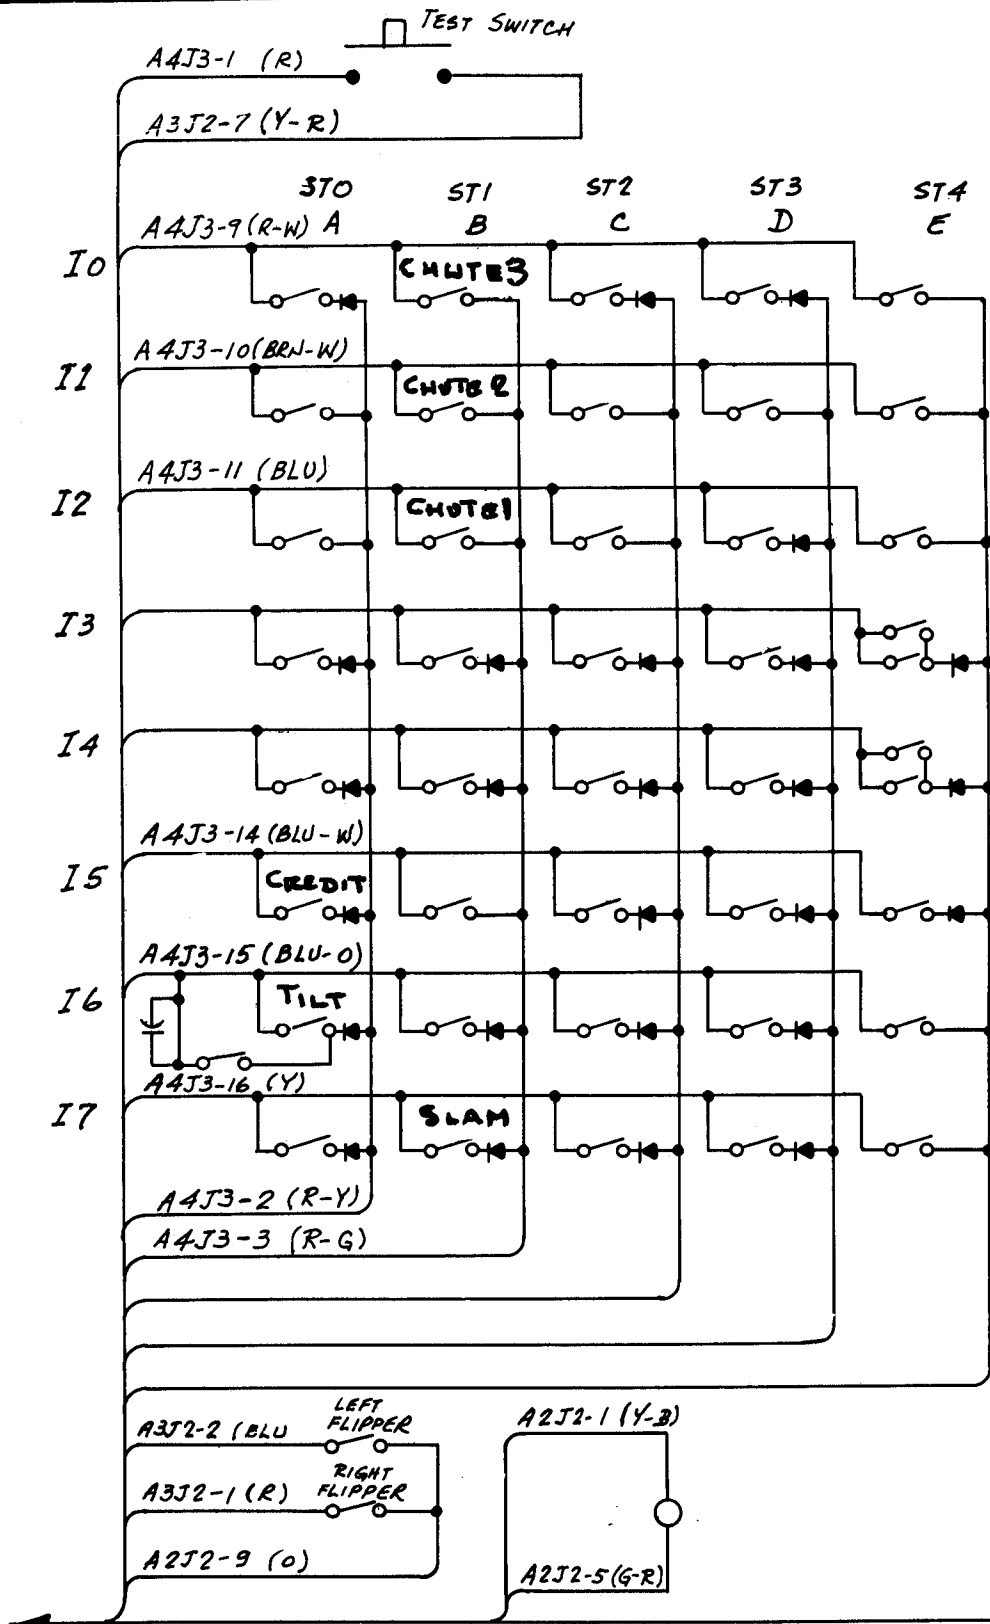 TEST SWITCH
A4J3-1 (R)
A3J2-7 (Y-R)
ST0 ST1 ST2 ST3 ST4
A4J3-9 (R-W) A B C D E
I0
CHUTE3
A4J3-10 (BRN-W)
I1
CHUTE2
A4J3-11 (BLU)
I2
CHUTE1
I3
I4
A4J3-14 (BLU-W)
I5
CREDIT
A4J3-15 (BLU-O)
I6
TILT
A4J3-16 (Y)
I7
SLAM
A4J3-2 (R-Y)
A4J3-3 (R-G)
LEFT
FLIPPER
A3J2-2 (BLU
RIGHT
FLIPPER
A3J2-1 (R)
A2J2-9 (O)
A2J2-1 (Y-B)
A2J2-5 (G-R)